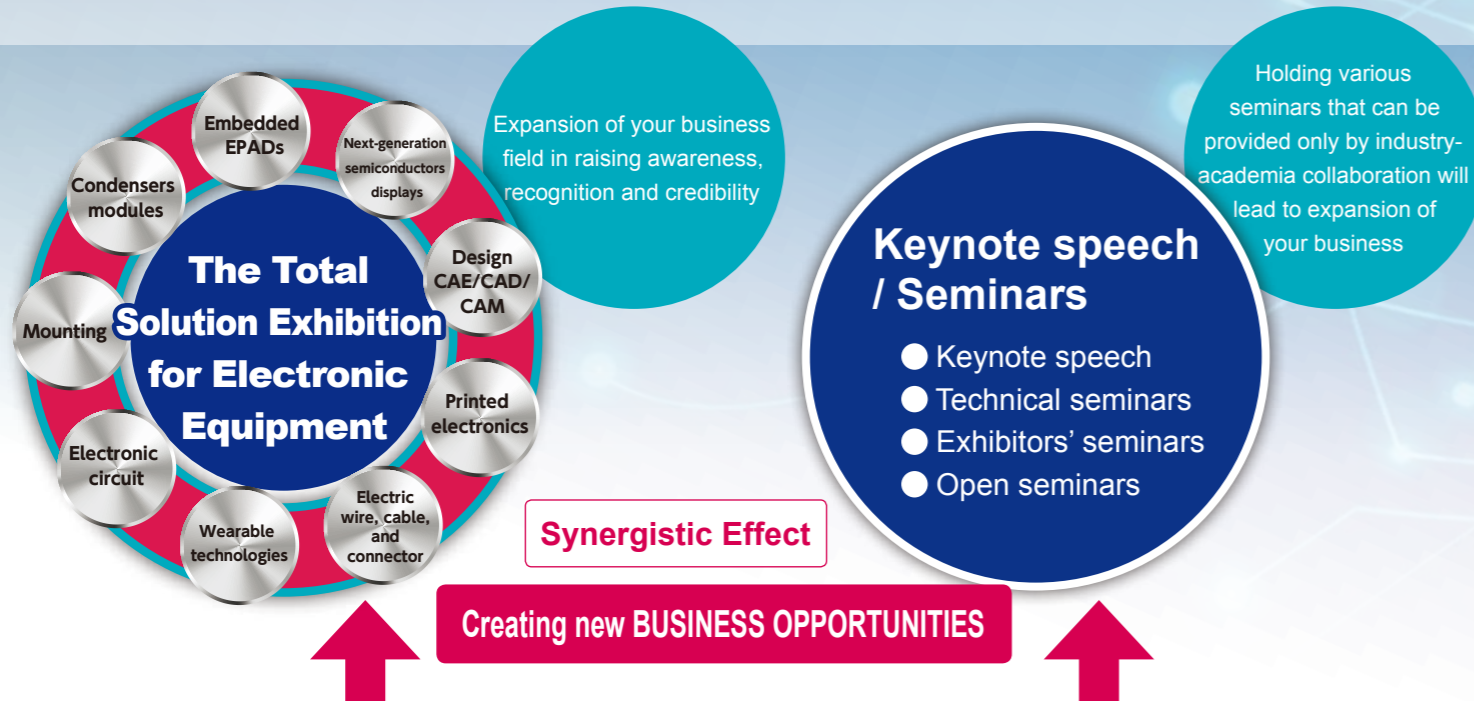 Embedded
EPADs
Next-generation
semiconductors
displays
Condensers
modules
Design
CAE/CAD/
CAM
Mounting
Printed
electronics
Electronic
circuit
Electric
wire, cable,
and
connector
Wearable
technologies
The Total
Solution Exhibition
for Electronic
Equipment
Expansion of your business
field in raising awareness,
recognition and credibility
Keynote speech
/ Seminars
● Keynote speech
● Technical seminars
● Exhibitors’ seminars
● Open seminars
Holding various
seminars that can be
provided only by industry-
academia collaboration will
lead to expansion of
your business
Synergistic Effect
Creating new BUSINESS OPPORTUNITIES